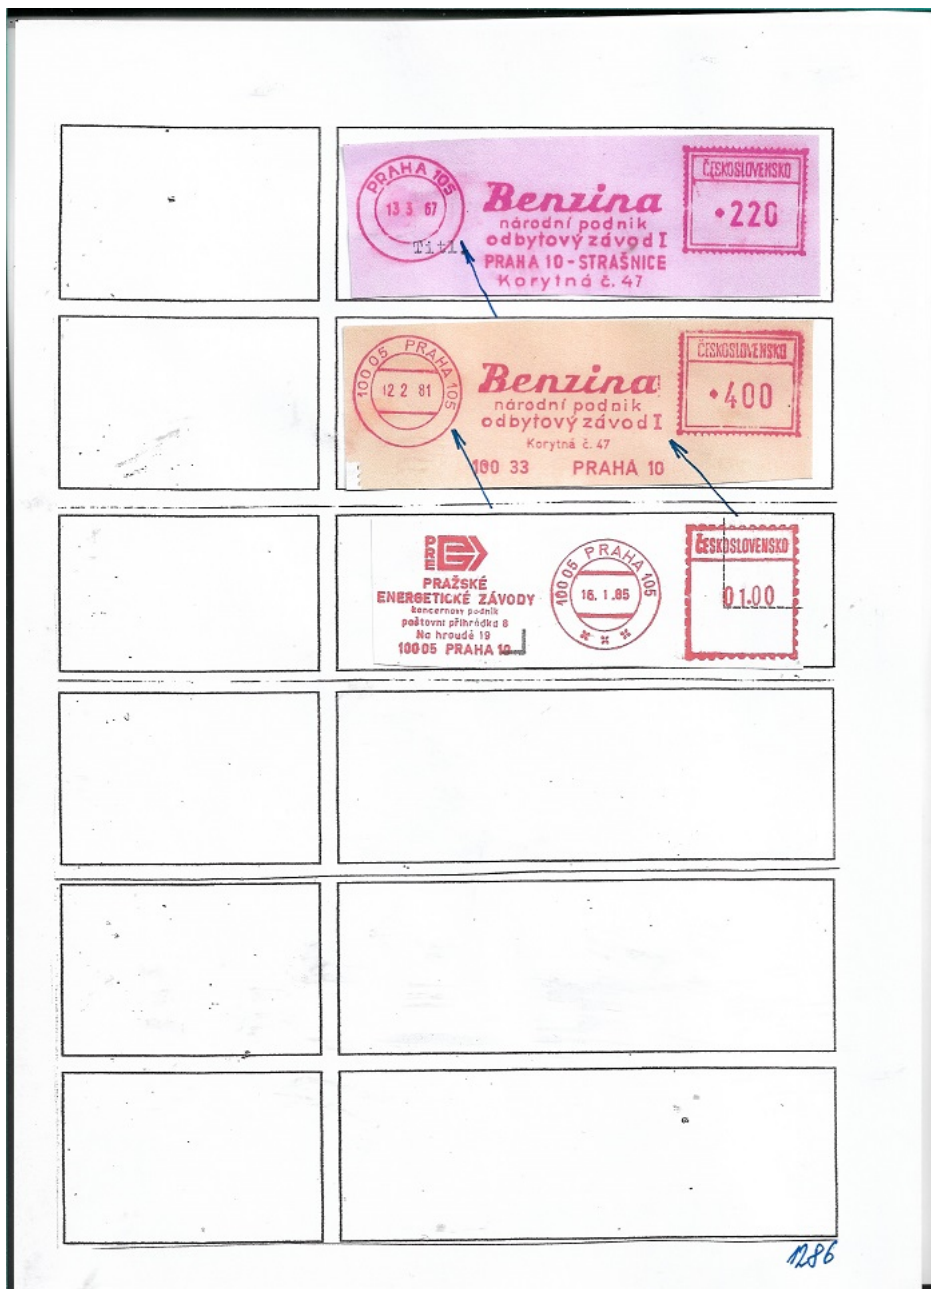 PRAHA 105
13 3 67
Benzina
národní podnik
odbytový závod I
PRAHA 10 - STRAŠNICE
Korytná č. 47
ČESKOSLOVENSKO
220
100 05 PRAHA 105
12 2 81
Benzina
národní podnik
odbytový závod I
Korytná č. 47
100 33 PRAHA 10
ČESKOSLOVENSKO
400
PRE
PRAŽSKÉ
ENERGETICKÉ ZÁVODY
koncernový podnik
poštovní přihrádka 8
Na hroudě 19
100 05 PRAHA 10
100 05 PRAHA 105
16. 1. 85
ČESKOSLOVENSKO
01.00
1286